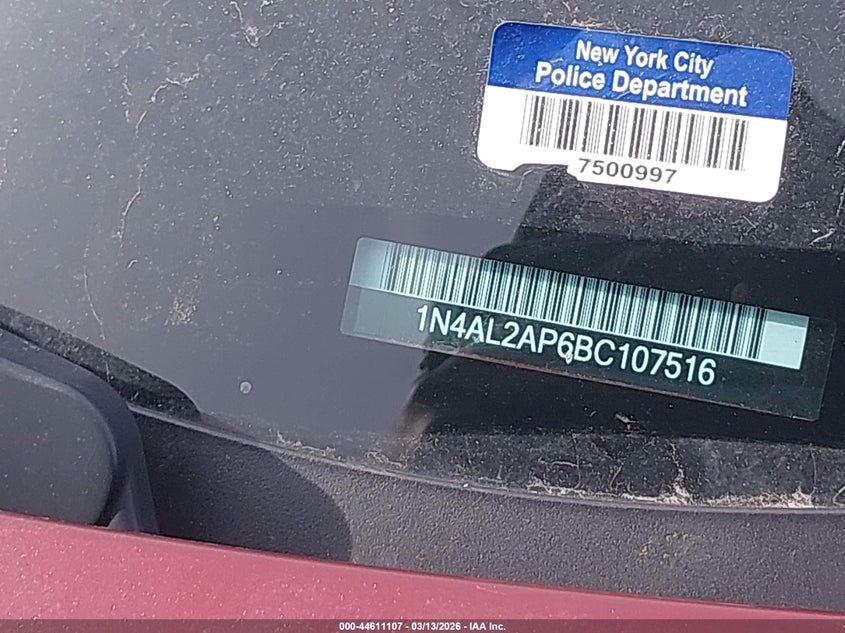 New York City
Police Department
7500997
1N4AL2AP6BC107516
000-44611107 - 03/13/2026 - IAA Inc.